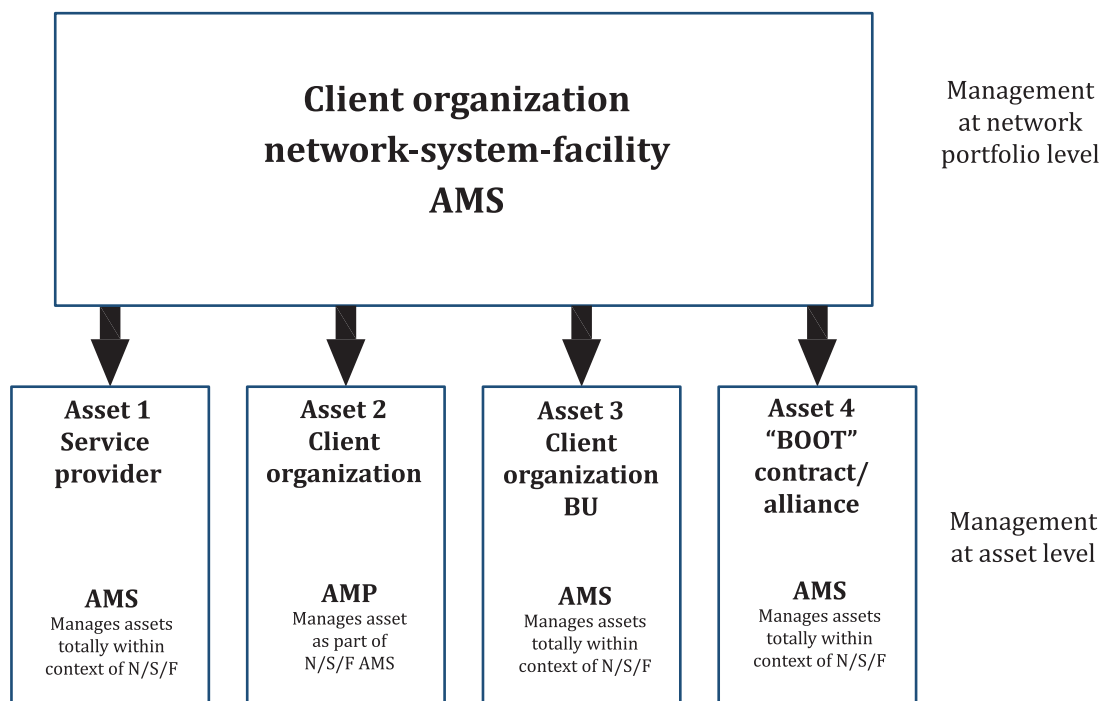 Client organization
network-system-facility
AMS
Management
at network
portfolio level
Asset 1
Service
provider
AMS
Manages assets
totally within
context of N/S/F
Asset 2
Client
organization
AMP
Manages asset
as part of
N/S/F AMS
Asset 3
Client
organization
BU
AMS
Manages assets
totally within
context of N/S/F
Asset 4
“BOOT”
contract/
alliance
AMS
Manages assets
totally within
context of N/S/F
Management
at asset level